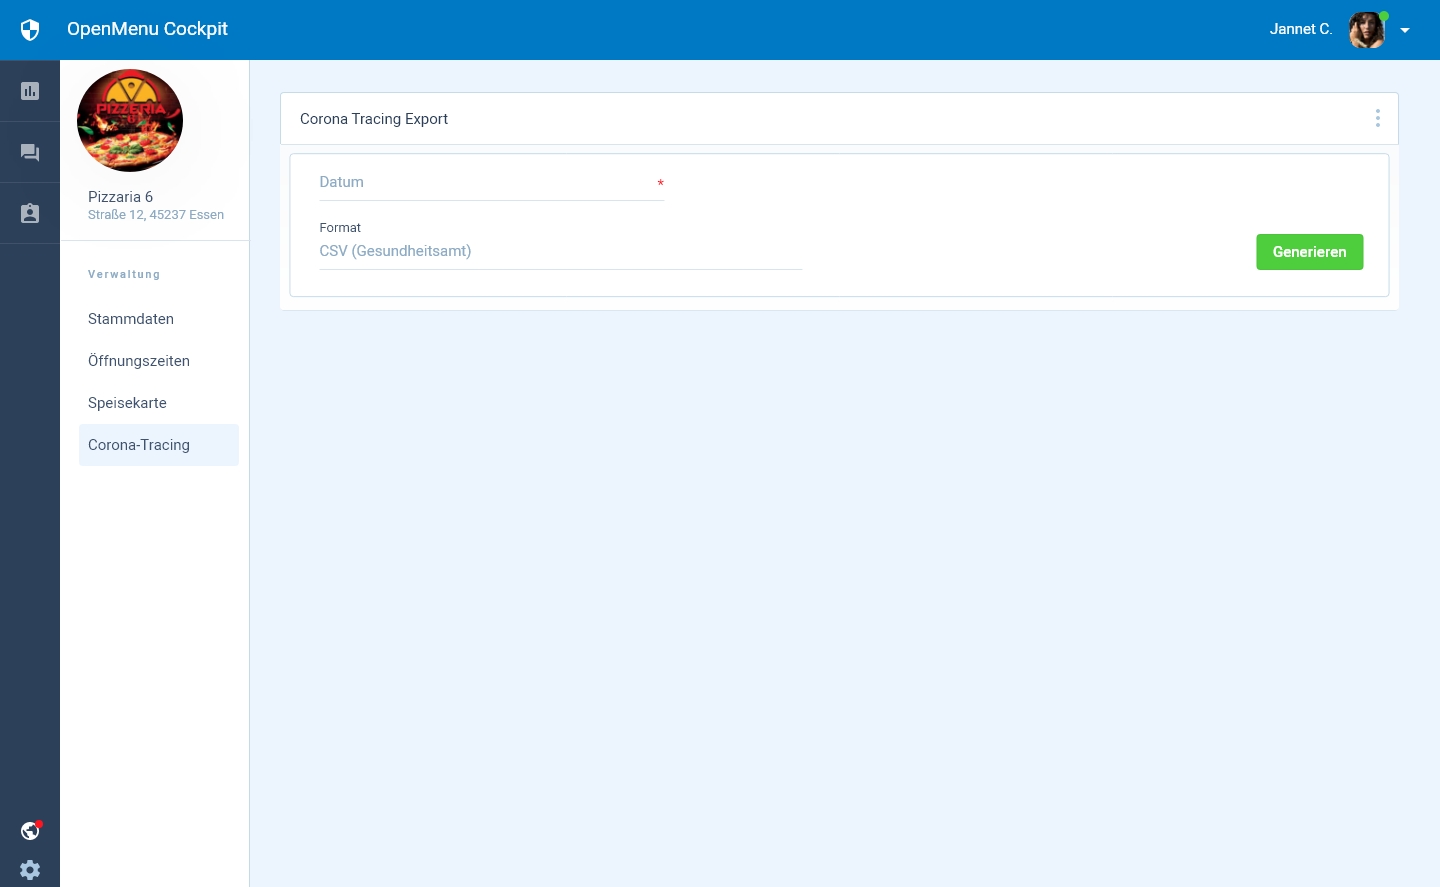 OpenMenu Cockpit
Jannet C.
PIZZERIA
Pizzaria 6
Straße 12, 45237 Essen
Verwaltung
Stammdaten
Öffnungszeiten
Speisekarte
Corona-Tracing
Corona Tracing Export
Datum *
Format
CSV (Gesundheitsamt)
Generieren